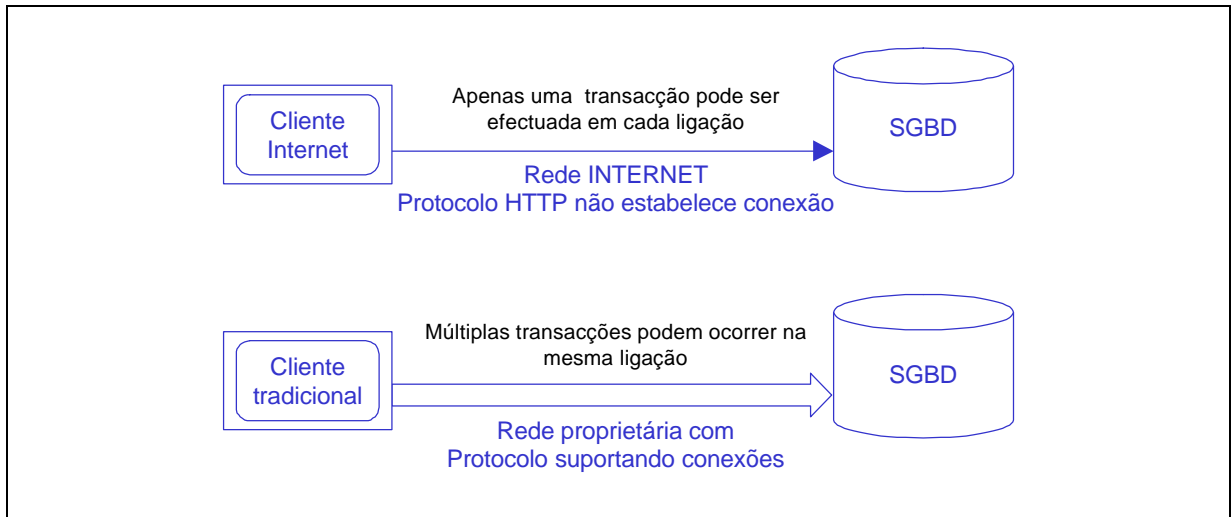 Cliente
Internet
Apenas uma transacção pode ser
efectuada em cada ligação
Rede INTERNET
Protocolo HTTP não estabelece conexão
SGBD
Cliente
tradicional
Múltiplas transacções podem ocorrer na
mesma ligação
Rede proprietária com
Protocolo suportando conexões
SGBD